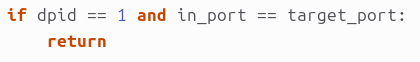 if dpid == 1 and in_port == target_port:
    return